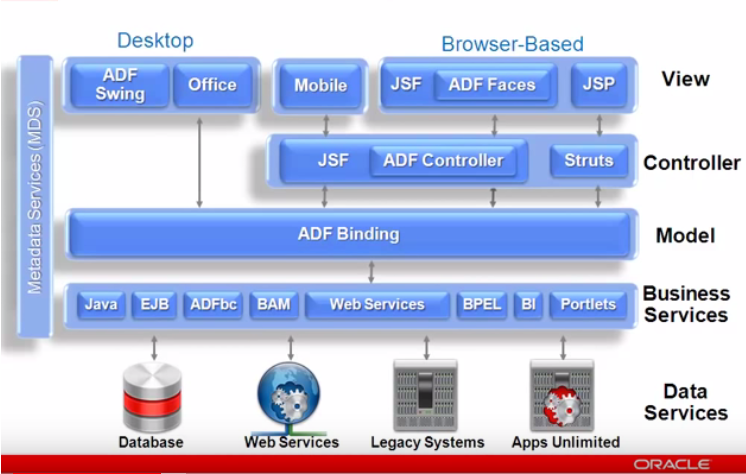 Desktop
Browser-Based
Metadata Services (MDS)
ADF
Swing
Office
Mobile
JSF
ADF Faces
JSP
View
JSF
ADF Controller
Struts
Controller
ADF Binding
Model
Java
EJB
ADFbc
BAM
Web Services
BPEL
BI
Portlets
Business
Services
Database
Web Services
Legacy Systems
Apps Unlimited
Data
Services
ORACLE